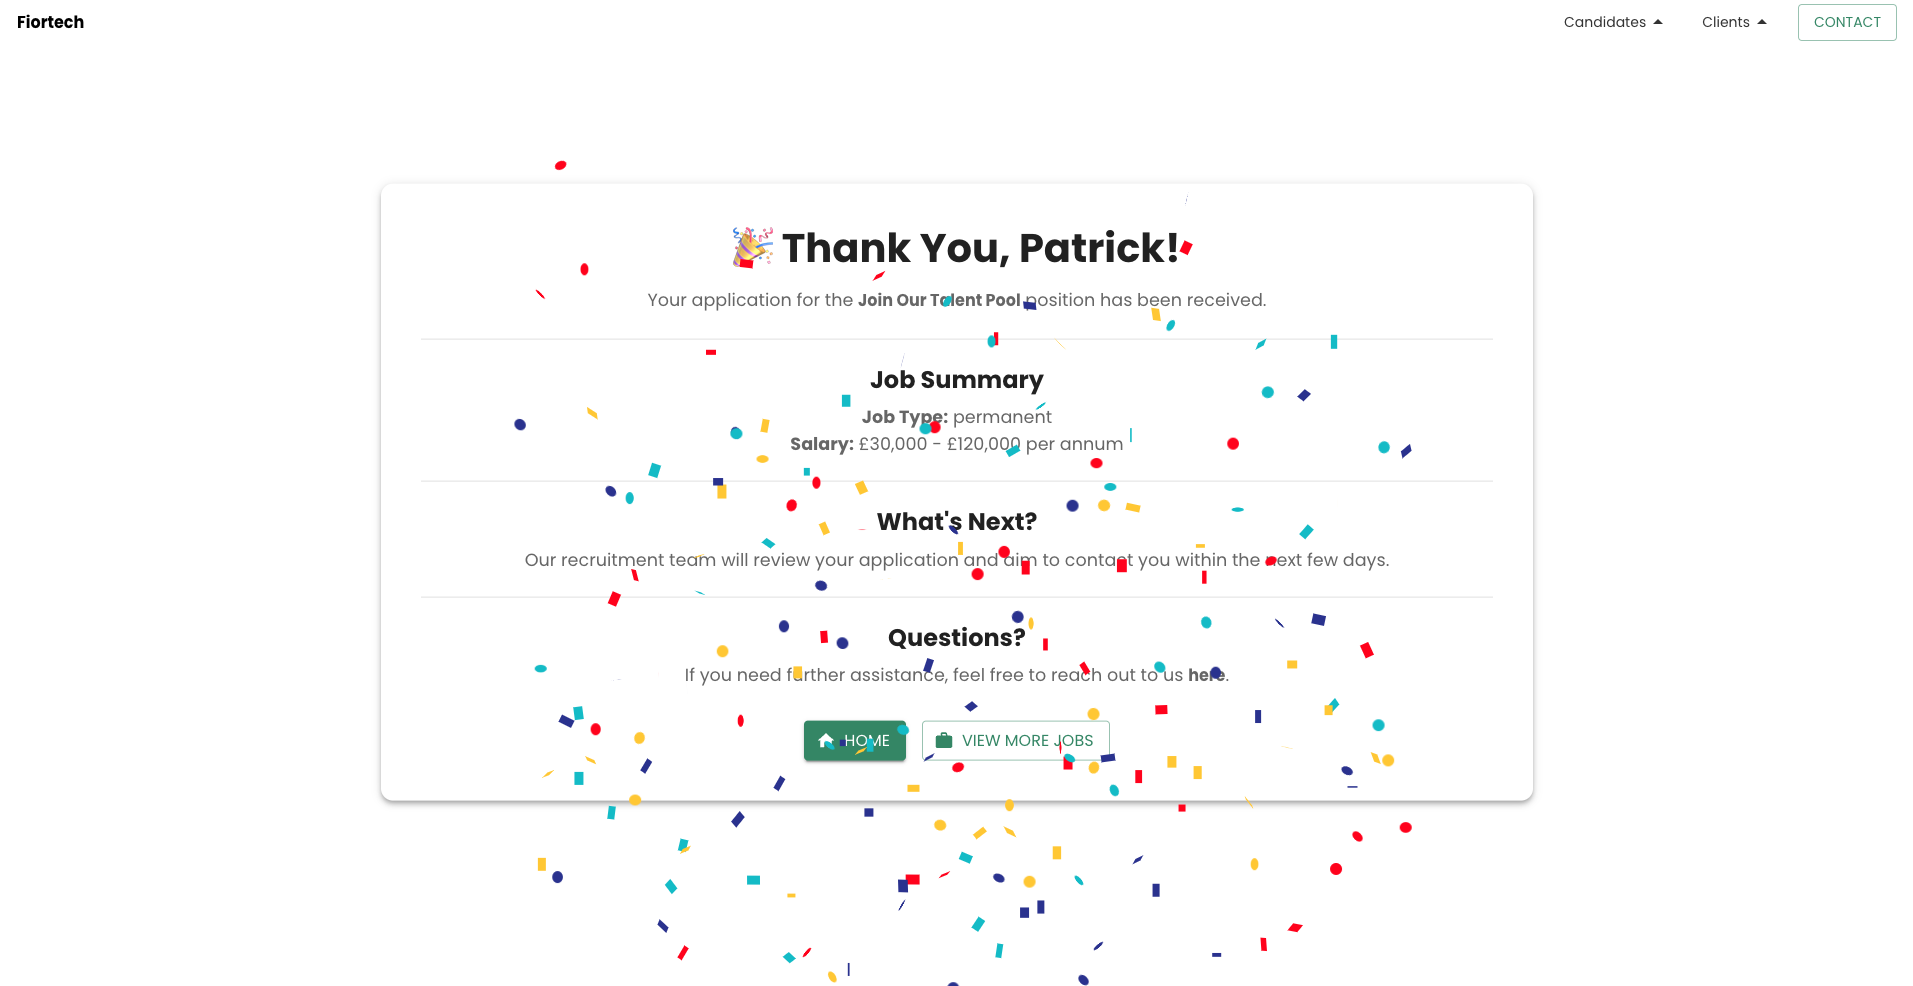 Fiortech
Candidates
Clients
CONTACT
Thank You, Patrick!
Your application for the Join Our Talent Pool position has been received.
Job Summary
Job Type: permanent
Salary: £30,000 - £120,000 per annum
What's Next?
Our recruitment team will review your application and aim to contact you within the next few days.
Questions?
If you need further assistance, feel free to reach out to us here.
HOME
VIEW MORE JOBS